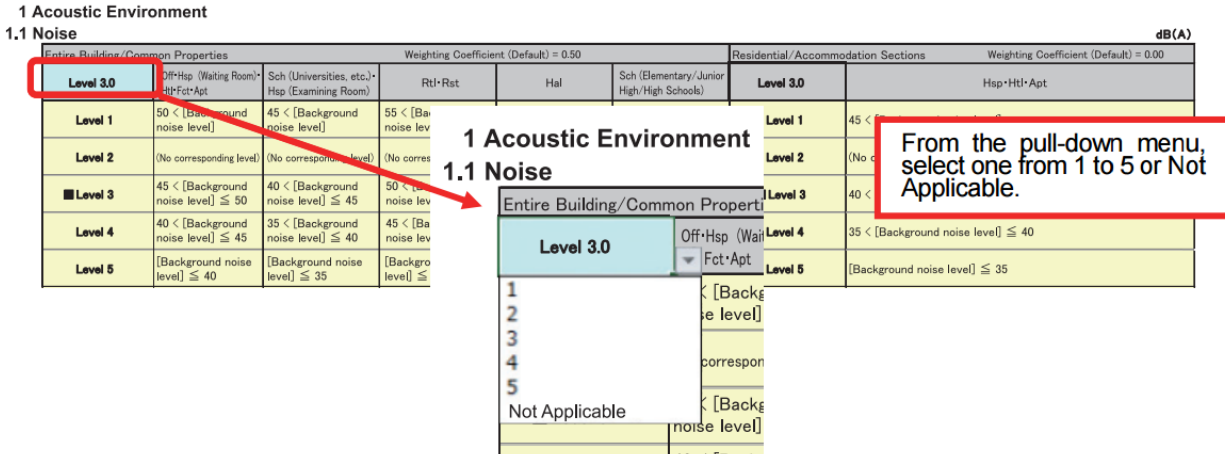 1 Acoustic Environment
1.1 Noise
dB(A)
Entire Building/Common Properties Weighting Coefficient (Default) = 0.50 Residential/Accommodation Sections Weighting Coefficient (Default) = 0.00
Level 3.0
Off・Hsp (Waiting Room)・
Htl・Fct・Apt
Sch (Universities, etc.)・
Hsp (Examining Room)
Rtl・Rst
Hal
Sch (Elementary/Junior
High/High Schools)
Level 3.0
Hsp・Htl・Apt
Level 1
50 < [Background
noise level]
45 < [Background
noise level]
55 <
noise
Level 1
45 <
Level 2
(No corresponding level)
(No corresponding level)
(No
Level 2
(No
■Level 3
45 < [Background
noise level] ≦ 50
40 < [Background
noise level] ≦ 45
50 <
noise
Level 3
40 <
Level 4
40 < [Background
noise level] ≦ 45
35 < [Background
noise level] ≦ 40
45 <
noise
Level 4
35 < [Background noise level] ≦ 40
Level 5
[Background noise
level] ≦ 40
[Background noise
level] ≦ 35
level] ≦
Level 5
[Background noise level] ≦ 35
1 Acoustic Environment
1.1 Noise
Entire Building/Common Properti
Level 3.0
Off・Hsp (Wait
Fct・Apt
1
2
3
4
5
Not Applicable
< [Backg
se level]
correspon
< [Backg
noise level]
From the pull-down menu,
select one from 1 to 5 or Not
Applicable.